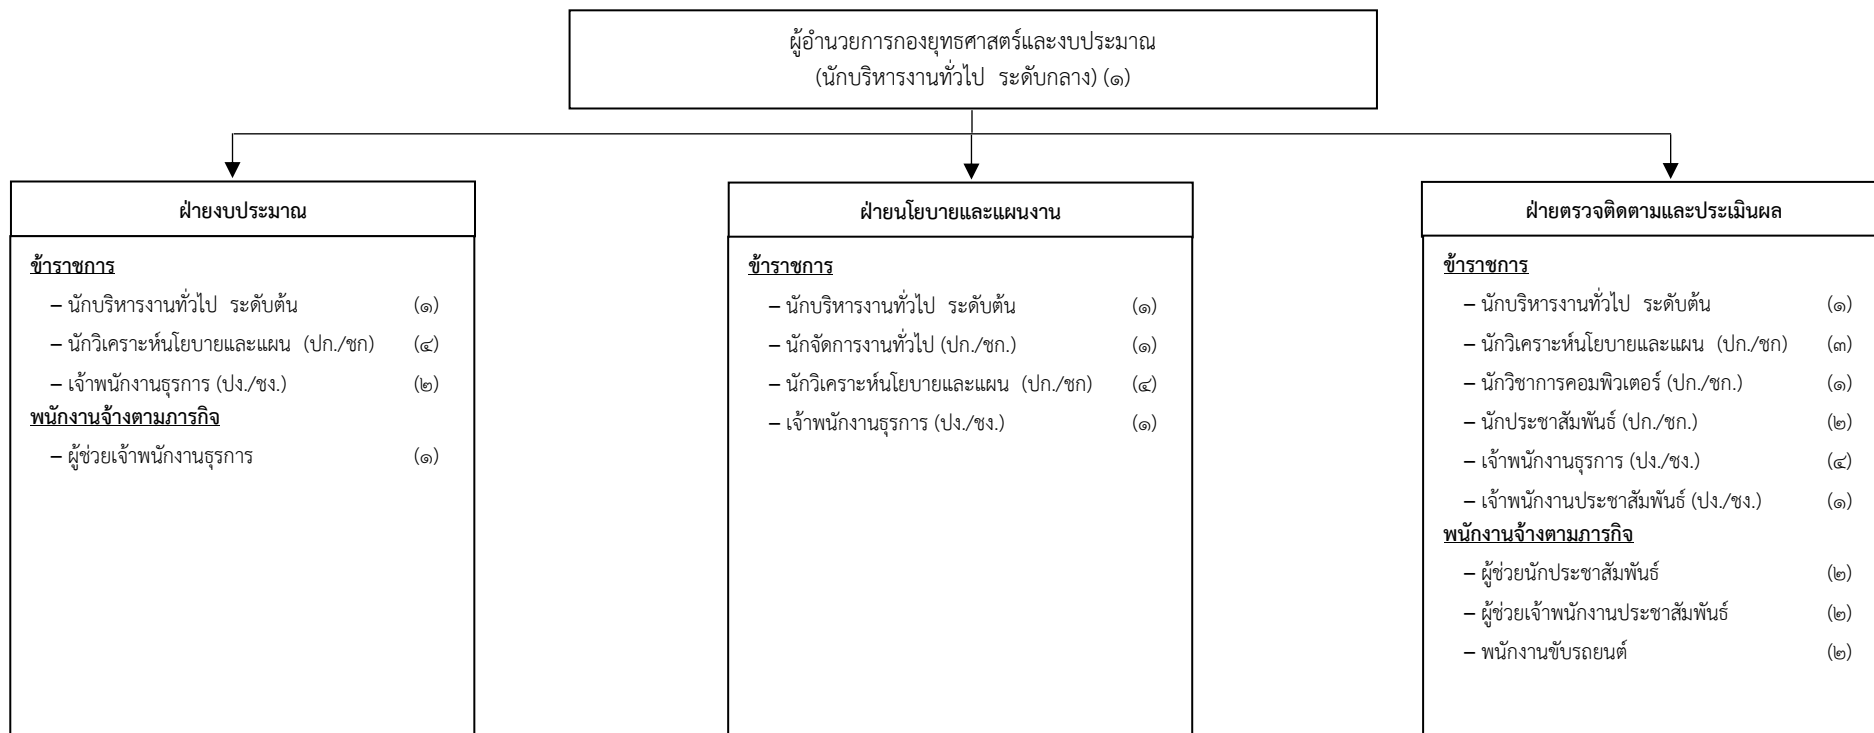 ผู้อำนวยการกองยุทธศาสตร์และงบประมาณ
(นักบริหารงานทั่วไป ระดับกลาง) (๑)
ฝ่ายงบประมาณ
ข้าราชการ
– นักบริหารงานทั่วไป ระดับต้น (๑)
– นักวิเคราะห์นโยบายและแผน (ปก./ชก) (๔)
– เจ้าพนักงานธุรการ (ปง./ชง.) (๒)
พนักงานจ้างตามภารกิจ
– ผู้ช่วยเจ้าพนักงานธุรการ (๑)
ฝ่ายนโยบายและแผนงาน
ข้าราชการ
– นักบริหารงานทั่วไป ระดับต้น (๑)
– นักจัดการงานทั่วไป (ปก./ชก.) (๑)
– นักวิเคราะห์นโยบายและแผน (ปก./ชก) (๔)
– เจ้าพนักงานธุรการ (ปง./ชง.) (๑)
ฝ่ายตรวจติดตามและประเมินผล
ข้าราชการ
– นักบริหารงานทั่วไป ระดับต้น (๑)
– นักวิเคราะห์นโยบายและแผน (ปก./ชก) (๓)
– นักวิชาการคอมพิวเตอร์ (ปก./ชก.) (๑)
– นักประชาสัมพันธ์ (ปก./ชก.) (๒)
– เจ้าพนักงานธุรการ (ปง./ชง.) (๔)
– เจ้าพนักงานประชาสัมพันธ์ (ปง./ชง.) (๑)
พนักงานจ้างตามภารกิจ
– ผู้ช่วยนักประชาสัมพันธ์ (๒)
– ผู้ช่วยเจ้าพนักงานประชาสัมพันธ์ (๒)
– พนักงานขับรถยนต์ (๒)